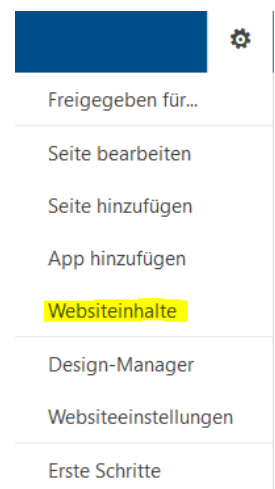 Freigegeben für...
Seite bearbeiten
Seite hinzufügen
App hinzufügen
Websiteinhalte
Design-Manager
Websiteeinstellungen
Erste Schritte